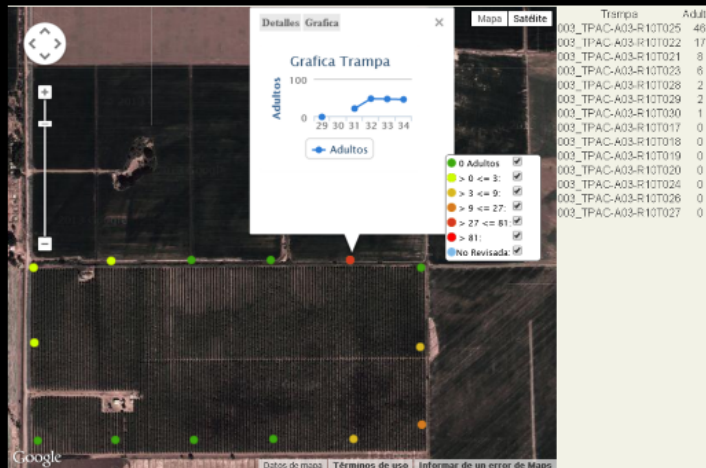 Detalles Grafica
×
Mapa Satélite
Grafica Trampa
Adultos
100
0
29 30 31 32 33 34
Adultos
0 Adultos
> 0 <= 3:
> 3 <= 9:
> 9 <= 27:
> 27 <= 81:
> 81:
No Revisada:
Google
Datos de mapa Términos de uso Informar de un error de Maps
Trampa Adult
003_TPAC-A03-R10T025 46
003_TPAC-A03-R10T022 17
003_TPAC-A03-R10T021 8
003_TPAC-A03-R10T023 6
003_TPAC-A03-R10T028 2
003_TPAC-A03-R10T029 2
003_TPAC-A03-R10T030 1
003_TPAC-A03-R10T017 0
003_TPAC-A03-R10T018 0
003_TPAC-A03-R10T019 0
003_TPAC-A03-R10T020 0
003_TPAC-A03-R10T024 0
003_TPAC-A03-R10T026 0
003_TPAC-A03-R10T027 0